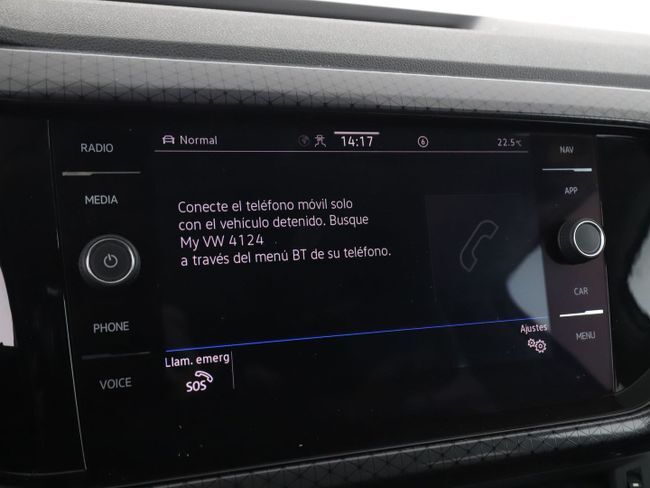 RADIO
MEDIA
PHONE
VOICE
Normal
14:17
6
22.5°C
Conecte el teléfono móvil solo
con el vehículo detenido. Busque
My VW 4124
a través del menú BT de su teléfono.
Llam. emerg
SOS
Ajustes
NAV
APP
CAR
MENU